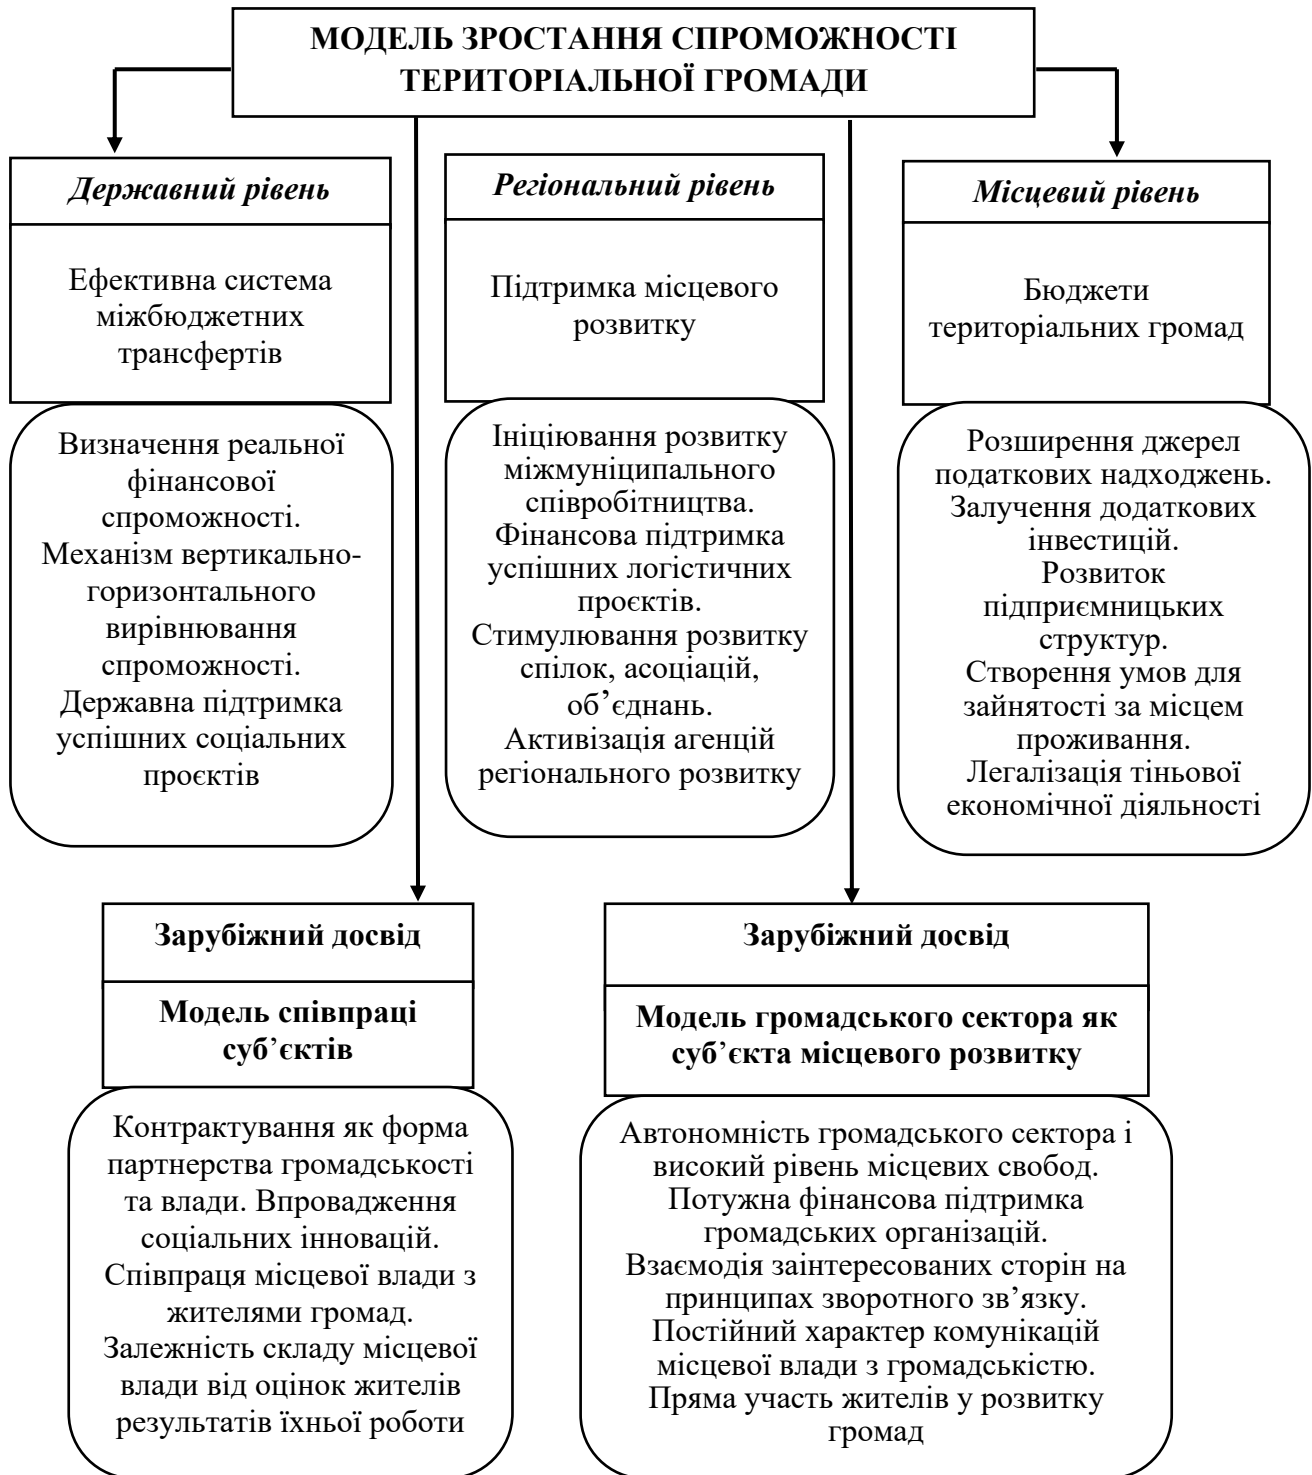 МОДЕЛЬ ЗРОСТАННЯ СПРОМОЖНОСТІ
ТЕРИТОРІАЛЬНОЇ ГРОМАДИ
Державний рівень
Ефективна система
міжбюджетних
трансфертів
Визначення реальної
фінансової
спроможності.
Механізм вертикально-
горизонтального
вирівнювання
спроможності.
Державна підтримка
успішних соціальних
проєктів
Регіональний рівень
Підтримка місцевого
розвитку
Ініціювання розвитку
міжмуніципального
співробітництва.
Фінансова підтримка
успішних логістичних
проєктів.
Стимулювання розвитку
спілок, асоціацій,
об’єднань.
Активізація агенцій
регіонального розвитку
Місцевий рівень
Бюджети
територіальних громад
Розширення джерел
податкових надходжень.
Залучення додаткових
інвестицій.
Розвиток
підприємницьких
структур.
Створення умов для
зайнятості за місцем
проживання.
Легалізація тіньової
економічної діяльності
Зарубіжний досвід
Модель співпраці
суб’єктів
Контрактування як форма
партнерства громадськості
та влади. Впровадження
соціальних інновацій.
Співпраця місцевої влади з
жителями громад.
Залежність складу місцевої
влади від оцінок жителів
результатів їхньої роботи
Зарубіжний досвід
Модель громадського сектора як
суб’єкта місцевого розвитку
Автономність громадського сектора і
високий рівень місцевих свобод.
Потужна фінансова підтримка
громадських організацій.
Взаємодія заінтересованих сторін на
принципах зворотного зв’язку.
Постійний характер комунікацій
місцевої влади з громадськістю.
Пряма участь жителів у розвитку
громад